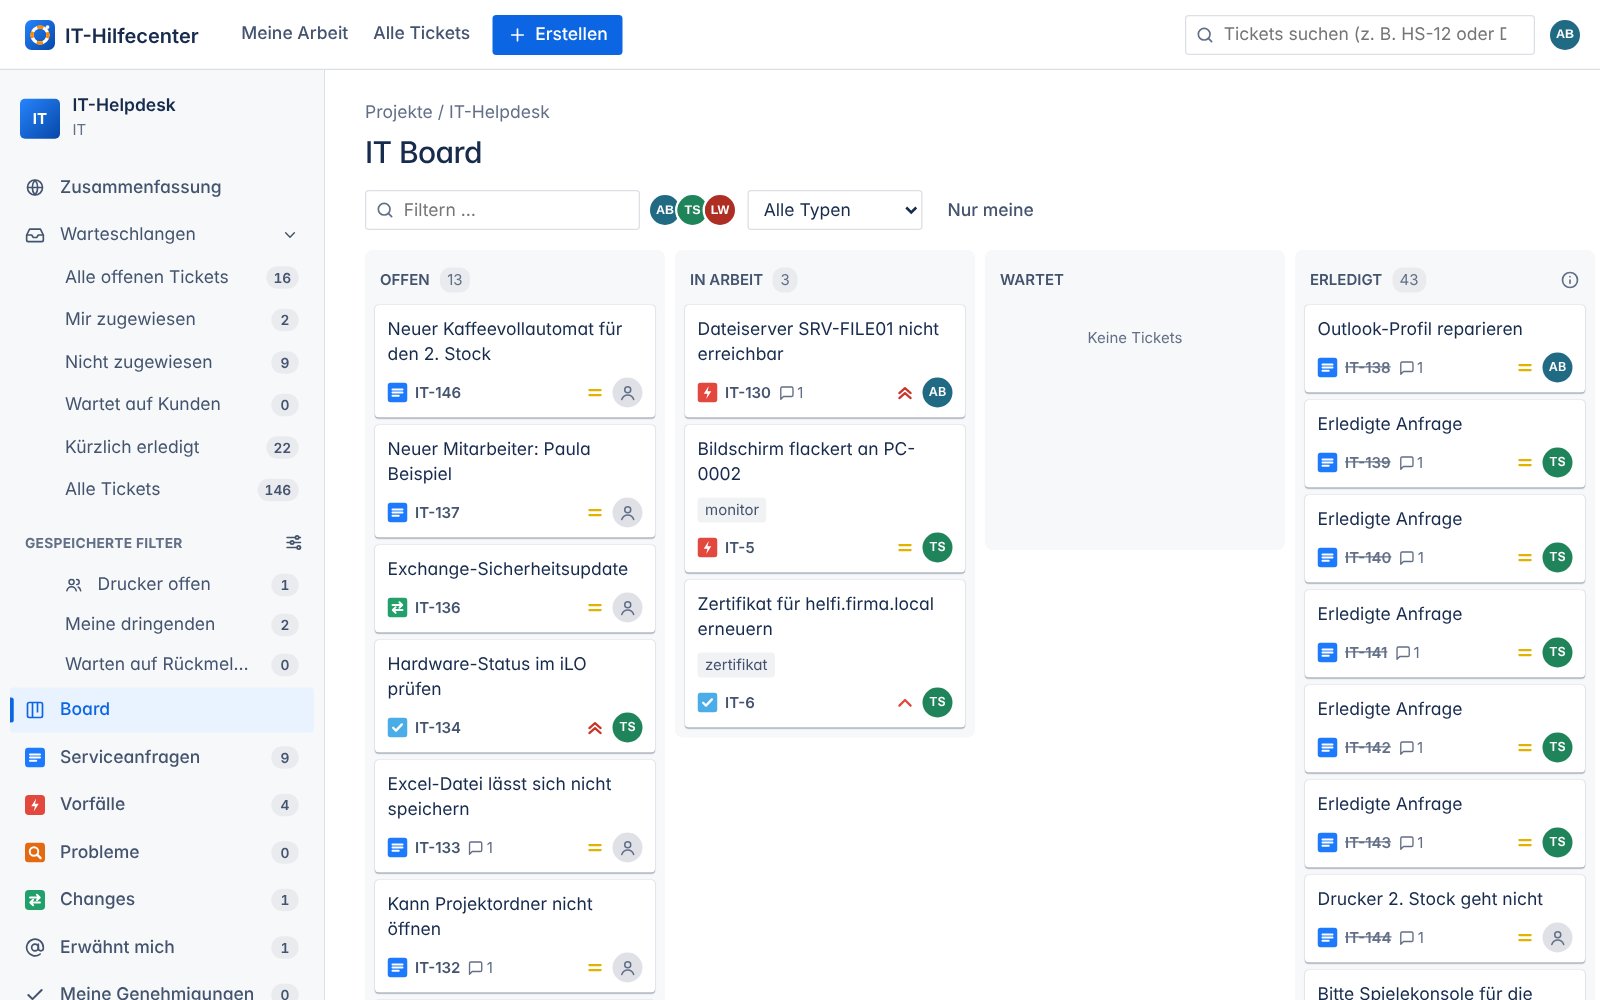 IT-Hilfecenter
Meine Arbeit
Alle Tickets
Erstellen
Tickets suchen (z. B. HS-12 oder D
AB
IT
IT-Helpdesk
IT
Zusammenfassung
Warteschlangen
Alle offenen Tickets 16
Mir zugewiesen 2
Nicht zugewiesen 9
Wartet auf Kunden 0
Kürzlich erledigt 22
Alle Tickets 146
GESPEICHERTE FILTER
Drucker offen 1
Meine dringenden 2
Warten auf Rückmel... 0
Board
Serviceanfragen 9
Vorfälle 4
Probleme 0
Changes 1
Erwähnt mich 1
Meine Genehmigungen 0
Projekte / IT-Helpdesk
IT Board
Filtern ...
AB TS LW
Alle Typen
Nur meine
OFFEN 13
Neuer Kaffeevollautomat für
den 2. Stock
IT-146
Neuer Mitarbeiter: Paula
Beispiel
IT-137
Exchange-Sicherheitsupdate
IT-136
Hardware-Status im iLO
prüfen
IT-134 TS
Excel-Datei lässt sich nicht
speichern
IT-133 1
Kann Projektordner nicht
öffnen
IT-132 1
IN ARBEIT 3
Dateiserver SRV-FILE01 nicht
erreichbar
IT-130 1 AB
Bildschirm flackert an PC-
0002
monitor
IT-5 TS
Zertifikat für helfi.firma.local
erneuern
zertifikat
IT-6 TS
WARTET
Keine Tickets
ERLEDIGT 43
Outlook-Profil reparieren
IT-138 1 AB
Erledigte Anfrage
IT-139 1 TS
Erledigte Anfrage
IT-140 1 TS
Erledigte Anfrage
IT-141 1 TS
Erledigte Anfrage
IT-142 1 TS
Erledigte Anfrage
IT-143 1 TS
Drucker 2. Stock geht nicht
IT-144 1
Bitte Spielekonsole für die